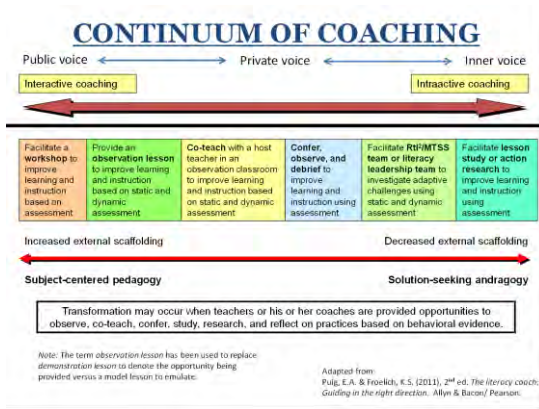 CONTINUUM OF COACHING
Public voice
Private voice
Inner voice
Interactive coaching
Intraactive coaching
Facilitate a
workshop to
improve
learning and
instruction
based on
assessment
Provide an
observation lesson
to improve learning
and instruction
based on static and
dynamic
assessment
Co-teach with a host
teacher in an
observation classroom
to improve learning
and instruction based
on static and dynamic
assessment
Confer,
observe, and
debrief to
improve
learning and
instruction using
assessment
Facilitate RtI²/MTSS
team or literacy
leadership team to
investigate adaptive
challenges using
static and dynamic
assessment
Facilitate lesson
study or action
research to
improve learning
and instruction
using
assessment
Increased external scaffolding
Decreased external scaffolding
Subject-centered pedagogy
Solution-seeking andragogy
Transformation may occur when teachers or his or her coaches are provided opportunities to
observe, co-teach, confer, study, research, and reflect on practices based on behavioral evidence.
Note: The term observation lesson has been used to replace
demonstration lesson to denote the opportunity being
provided versus a model lesson to emulate.
Adapted from:
Puig, E.A. & Froelich, K.S. (2011), 2nd ed. The literacy coach:
Guiding in the right direction. Allyn & Bacon/ Pearson.